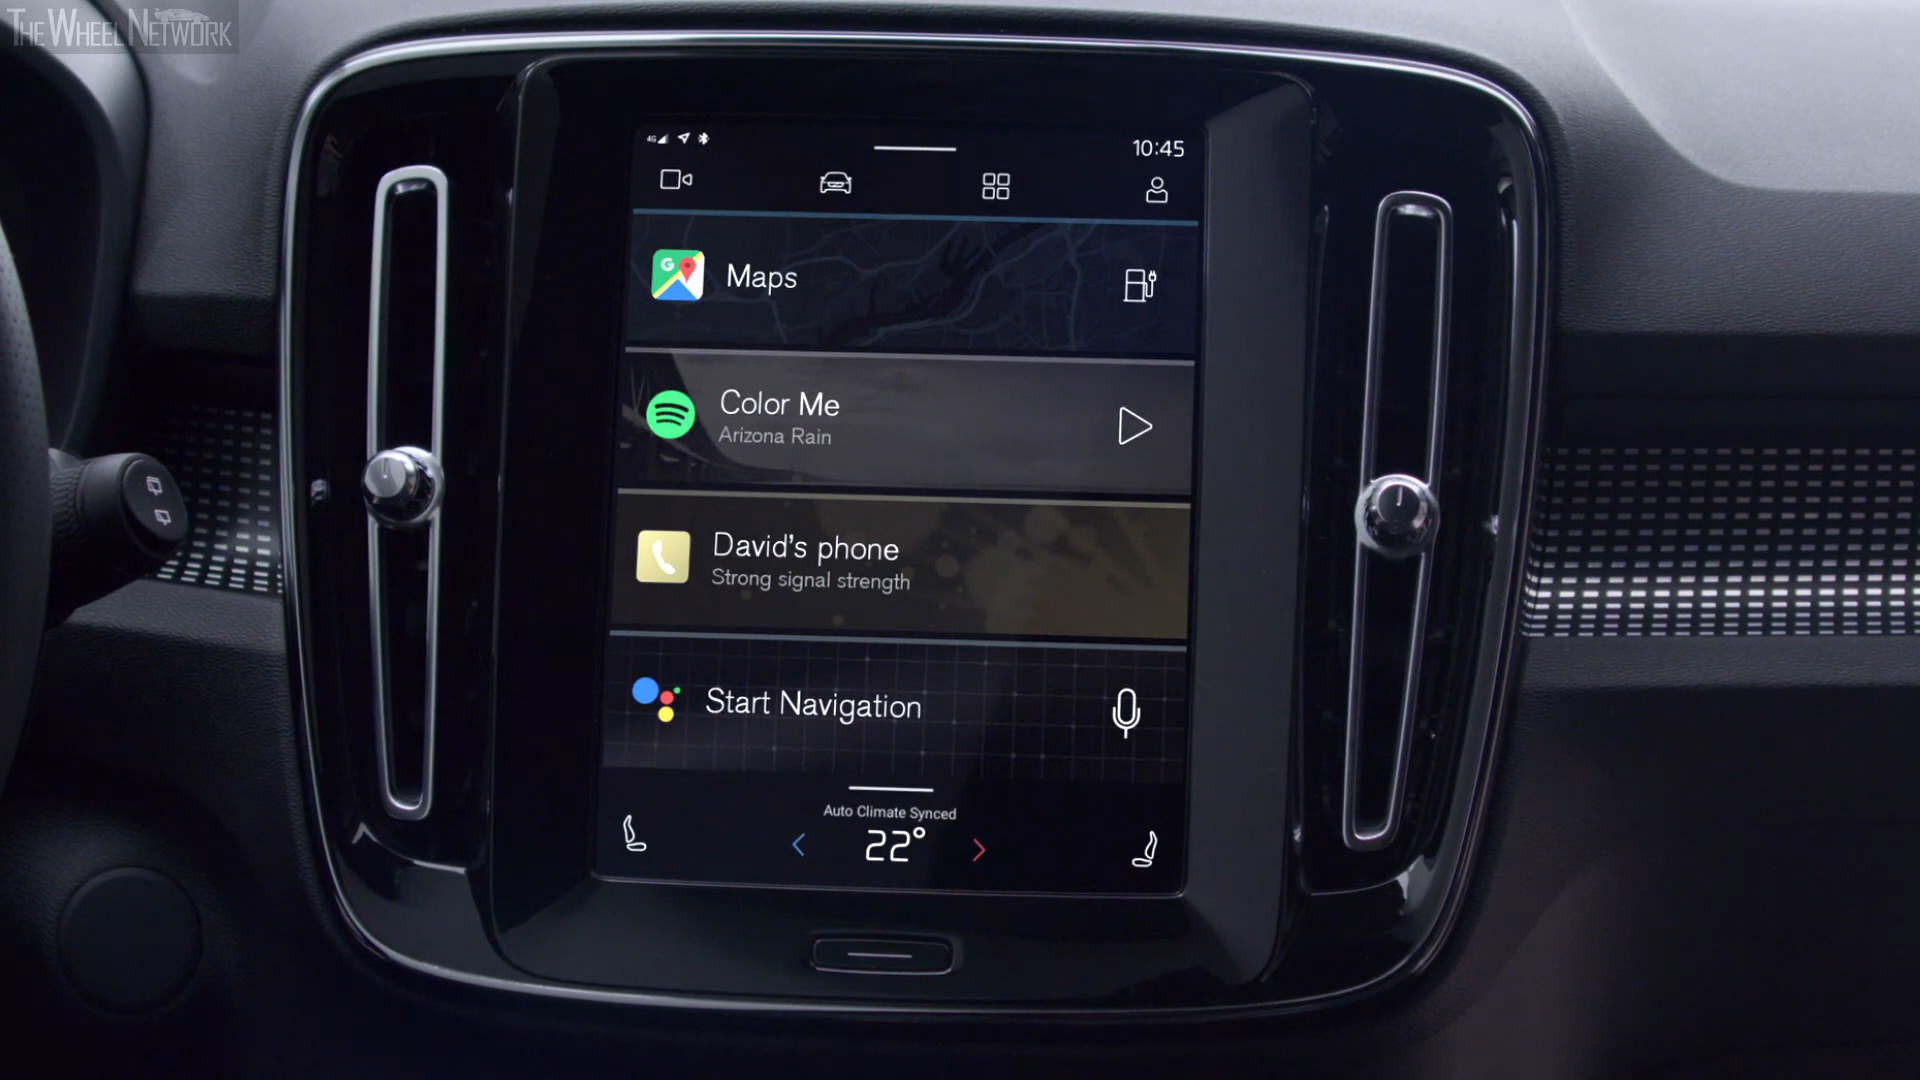 The Wheel Network
4G
10:45
G
Maps
Color Me
Arizona Rain
David's phone
Strong signal strength
Start Navigation
Auto Climate Synced
22°